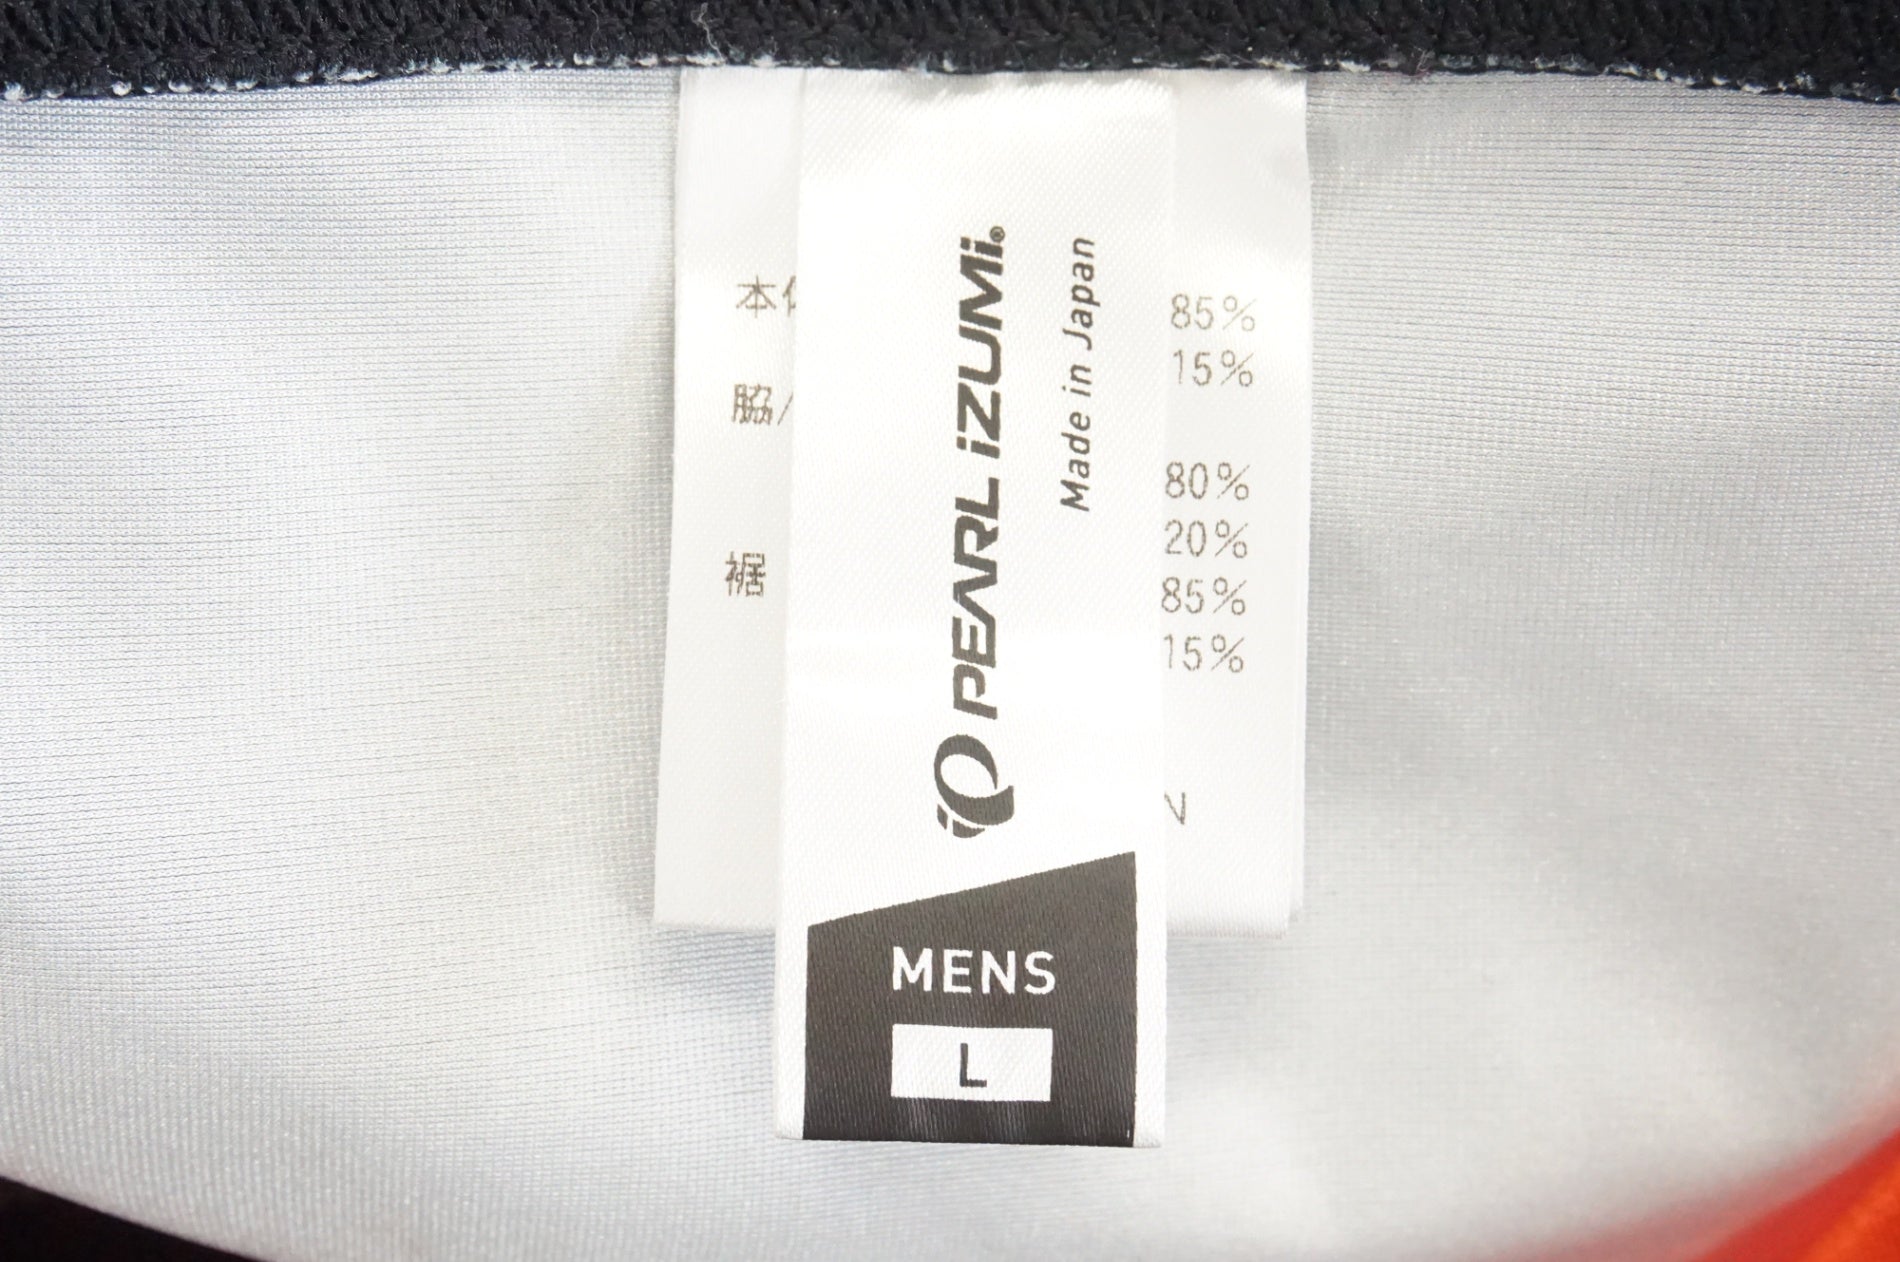 PEARL iZUMi®
Made in Japan
MENS
L
本
85%
15%
脇/
80%
20%
裾
85%
15%
N